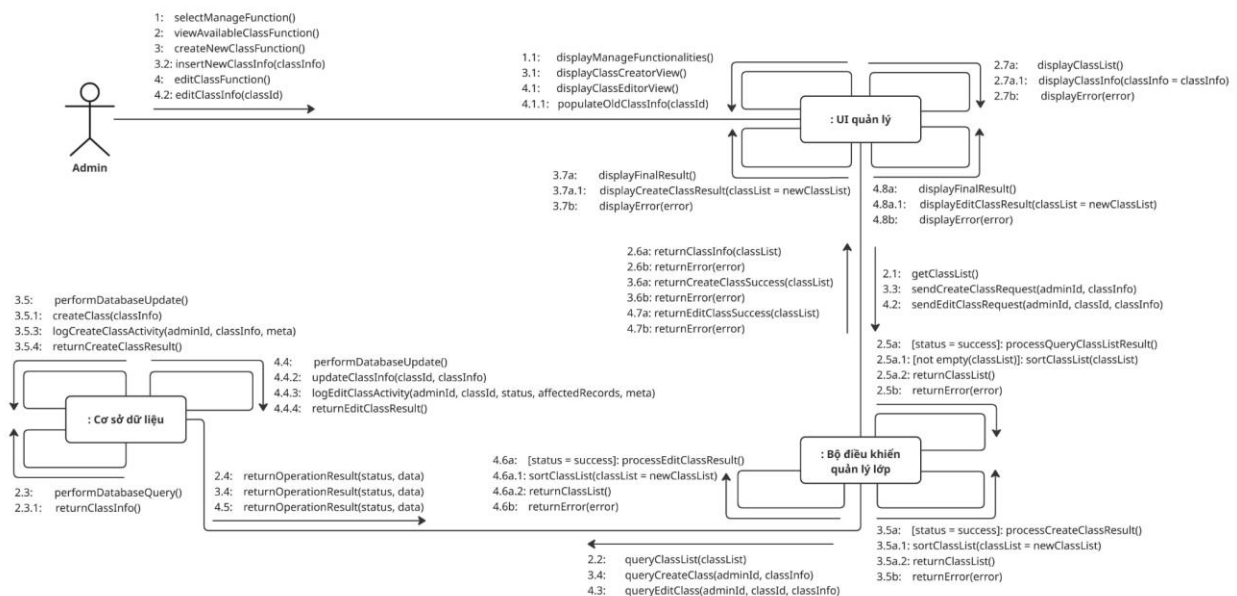 1: selectManageFunction()
2: viewAvailableClassFunction()
3: createNewClassFunction()
3.2: insertNewClassInfo(classInfo)
4: editClassFunction()
4.2: editClassInfo(classId)
Admin
1.1: displayManageFunctionalities()
3.1: displayClassCreatorView()
4.1: displayClassEditorView()
4.1.1: populateOldClassInfo(classId)
2.7a: displayClassList()
2.7a.1: displayClassInfo(classInfo = classInfo)
2.7b: displayError(error)
: UI quản lý
3.7a: displayFinalResult()
3.7a.1: displayCreateClassResult(classList = newClassList)
3.7b: displayError(error)
4.8a: displayFinalResult()
4.8a.1: displayEditClassResult(classList = newClassList)
4.8b: displayError(error)
2.6a: returnClassInfo(classList)
2.6b: returnError(error)
3.6a: returnCreateClassSuccess(classList)
3.6b: returnError(error)
4.7a: returnEditClassSuccess(classList)
4.7b: returnError(error)
2.1: getClassList()
3.3: sendCreateClassRequest(adminId, classInfo)
4.2: sendEditClassRequest(adminId, classId, classInfo)
3.5: performDatabaseUpdate()
3.5.1: createClass(classInfo)
3.5.3: logCreateClassActivity(adminId, classInfo, meta)
3.5.4: returnCreateClassResult()
4.4: performDatabaseUpdate()
4.4.2: updateClassInfo(classId, classInfo)
4.4.3: logEditClassActivity(adminId, classId, status, affectedRecords, meta)
4.4.4: returnEditClassResult()
2.5a: [status = success]: processQueryClassListResult()
2.5a.1: [not empty(classList)]: sortClassList(classList)
2.5a.2: returnClassList()
2.5b: returnError(error)
: Cơ sở dữ liệu
: Bộ điều khiển
quản lý lớp
2.3: performDatabaseQuery()
2.3.1: returnClassInfo()
2.4: returnOperationResult(status, data)
3.4: returnOperationResult(status, data)
4.5: returnOperationResult(status, data)
4.6a: [status = success]: processEditClassResult()
4.6a.1: sortClassList(classList = newClassList)
4.6a.2: returnClassList()
4.6b: returnError(error)
3.5a: [status = success]: processCreateClassResult()
3.5a.1: sortClassList(classList = newClassList)
3.5a.2: returnClassList()
3.5b: returnError(error)
2.2: queryClassList(classList)
3.4: queryCreateClass(adminId, classInfo)
4.3: queryEditClass(adminId, classId, classInfo)